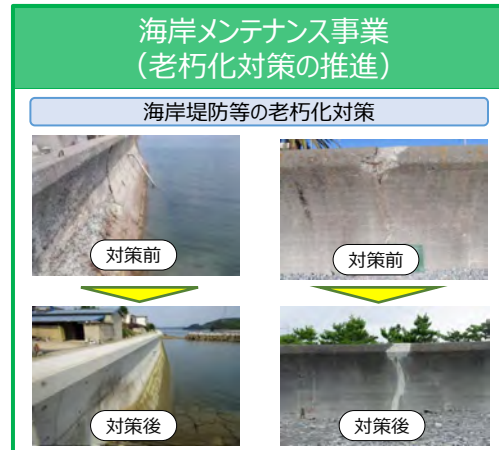 海岸メンテナンス事業
（老朽化対策の推進）
海岸堤防等の老朽化対策
対策前
対策前
対策後
対策後